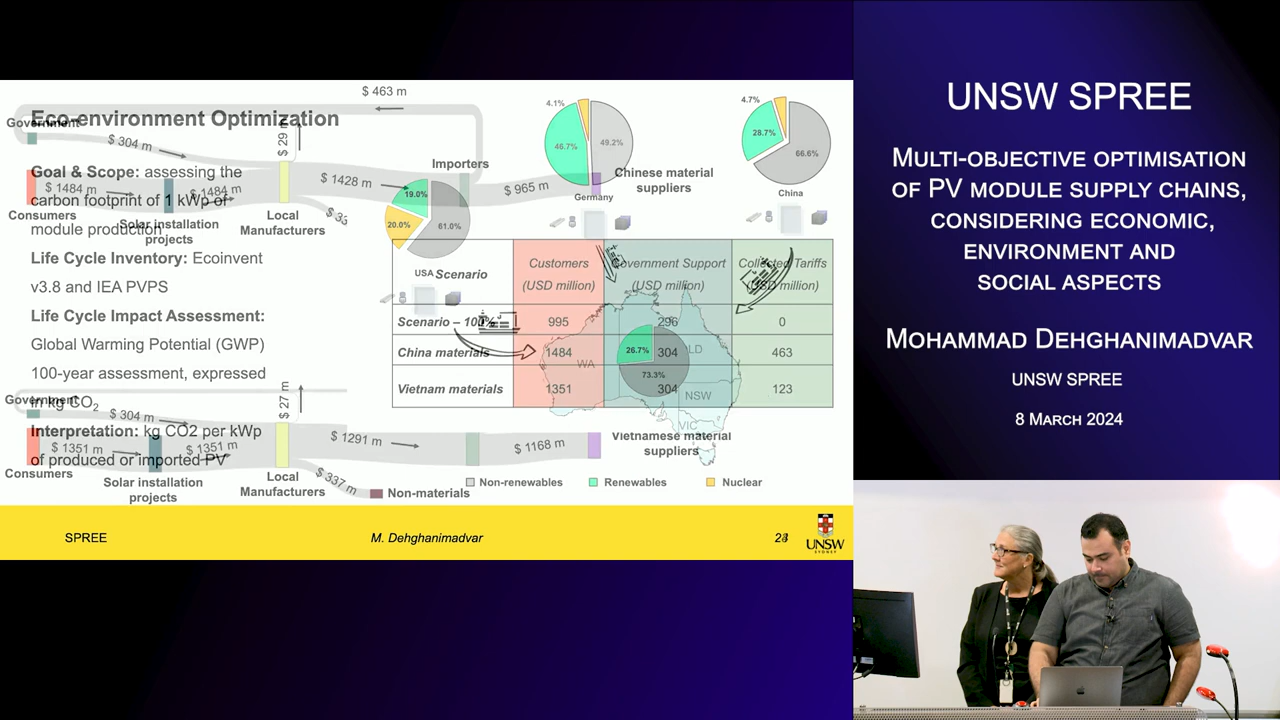 UNSW SPREE
MULTI-OBJECTIVE OPTIMISATION
OF PV MODULE SUPPLY CHAINS,
CONSIDERING ECONOMIC,
ENVIRONMENT AND
SOCIAL ASPECTS
MOHAMMAD DEHGHANIMADVAR
UNSW SPREE
8 MARCH 2024
Eco-environment Optimization
Goal & Scope: assessing the
carbon footprint of 1 kWp of
module production
Life Cycle Inventory: Ecoinvent
v3.8 and IEA PVPS
Life Cycle Impact Assessment:
Global Warming Potential (GWP)
100-year assessment, expressed
in kg CO2
Interpretation: kg CO2 per kWp
of produced or imported PV
$ 463 m
Government
$ 304 m
$ 29 m
$ 1484 m
$ 1484 m
$ 1428 m
Importers
$ 965 m
Chinese material
suppliers
Consumers
Solar installation
projects
Local
Manufacturers
4.1%
46.7%
49.2%
Germany
4.7%
28.7%
66.6%
China
19.0%
20.0%
61.0%
USA
26.7%
73.3%
WA
NSW
VIC
Scenario
Customers
(USD million)
Government Support
(USD million)
Collected Tariffs
(USD million)
Scenario – 100%
995
296
0
China materials
1484
304
463
Vietnam materials
1351
304
123
Government
$ 304 m
$ 27 m
$ 1351 m
$ 1351 m
$ 1291 m
$ 1168 m
$ 337 m
Vietnamese material
suppliers
Consumers
Solar installation
projects
Local
Manufacturers
Non-materials
Non-renewables
Renewables
Nuclear
SPREE
M. Dehghanimadvar
UNSW
SYDNEY